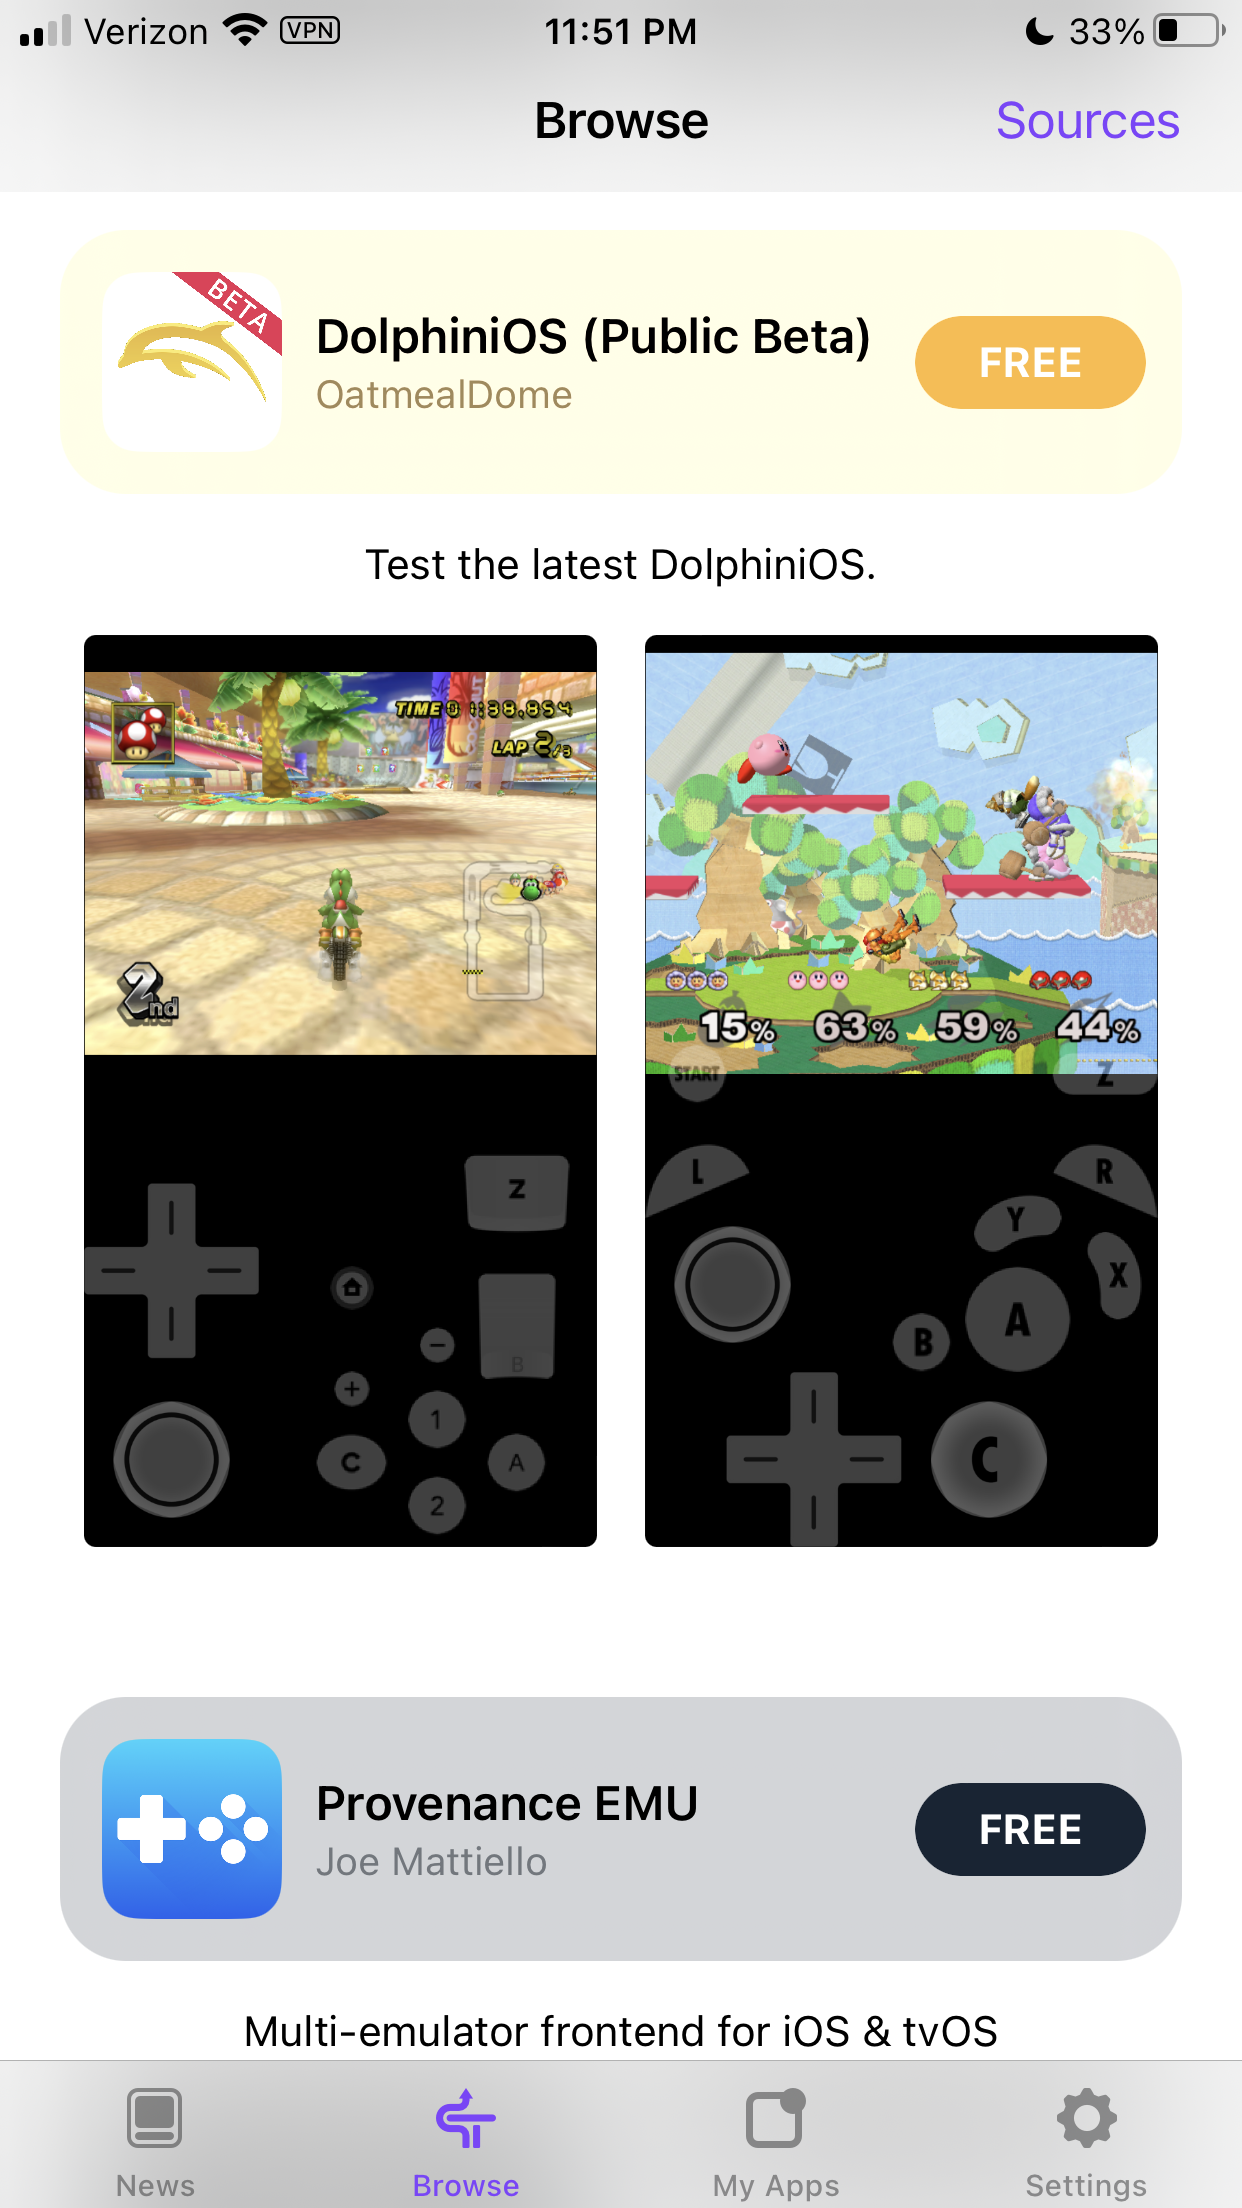 Verizon VPN 11:51 PM 33%
Browse Sources
BETA
DolphiniOS (Public Beta)
OatmealDome
FREE
Test the latest DolphiniOS.
TIME 01:38.854
LAP 2/3
2nd
Z
B
1
C
A
2
15% 63% 59% 44%
START Z
L R
Y
X
A
B
C
Provenance EMU
Joe Mattiello
FREE
Multi-emulator frontend for iOS & tvOS
News Browse My Apps Settings